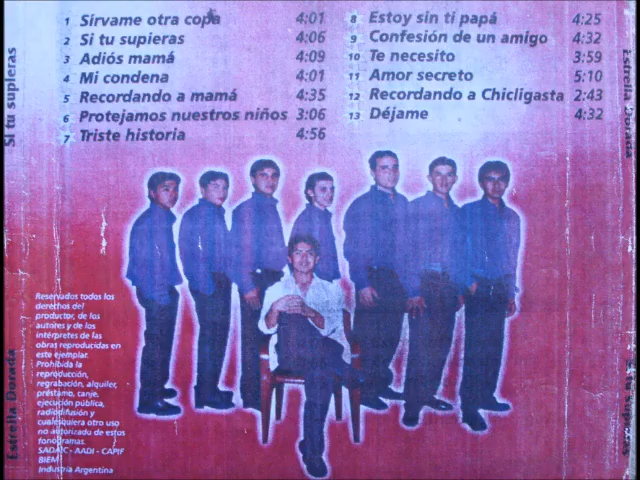 1 Sírvame otra copa 4:01
2 Si tu supieras 4:06
3 Adiós mamá 4:09
4 Mi condena 4:01
5 Recordando a mamá 4:35
6 Protejamos nuestros niños 3:06
7 Triste historia 4:56
8 Estoy sin ti papá 4:25
9 Confesión de un amigo 4:32
10 Te necesito 3:59
11 Amor secreto 5:10
12 Recordando a Chicligasta 2:43
13 Déjame 4:32
Si tu supieras
Estrella Dorada
Estrella Dorada
Si tu supieras
Reservados todos los
derechos del
productor, de los
autores y de los
intérpretes de las
obras reproducidas en
este ejemplar.
Prohibida la
reproducción,
regrabación, alquiler,
préstamo, canje,
ejecución pública,
radiodifusión y
cualesquiera otro uso
no autorizado de estos
fonogramas.
SADAIC - AADI - CAPIF
BIEM
Industria Argentina